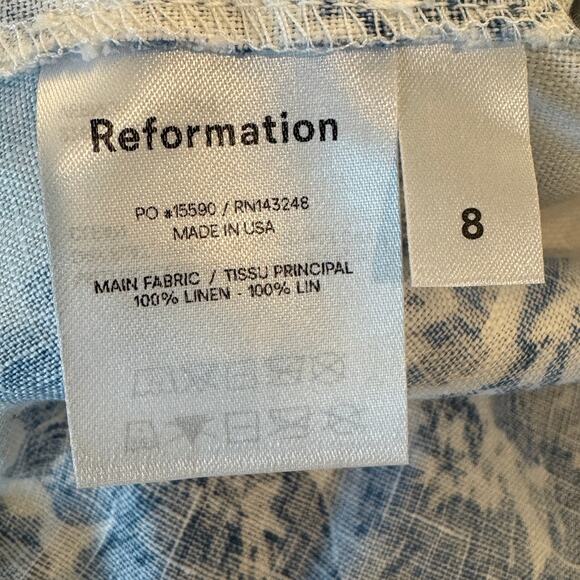 Reformation
PO #15590 / RN143248
MADE IN USA
MAIN FABRIC / TISSU PRINCIPAL
100% LINEN - 100% LIN
8